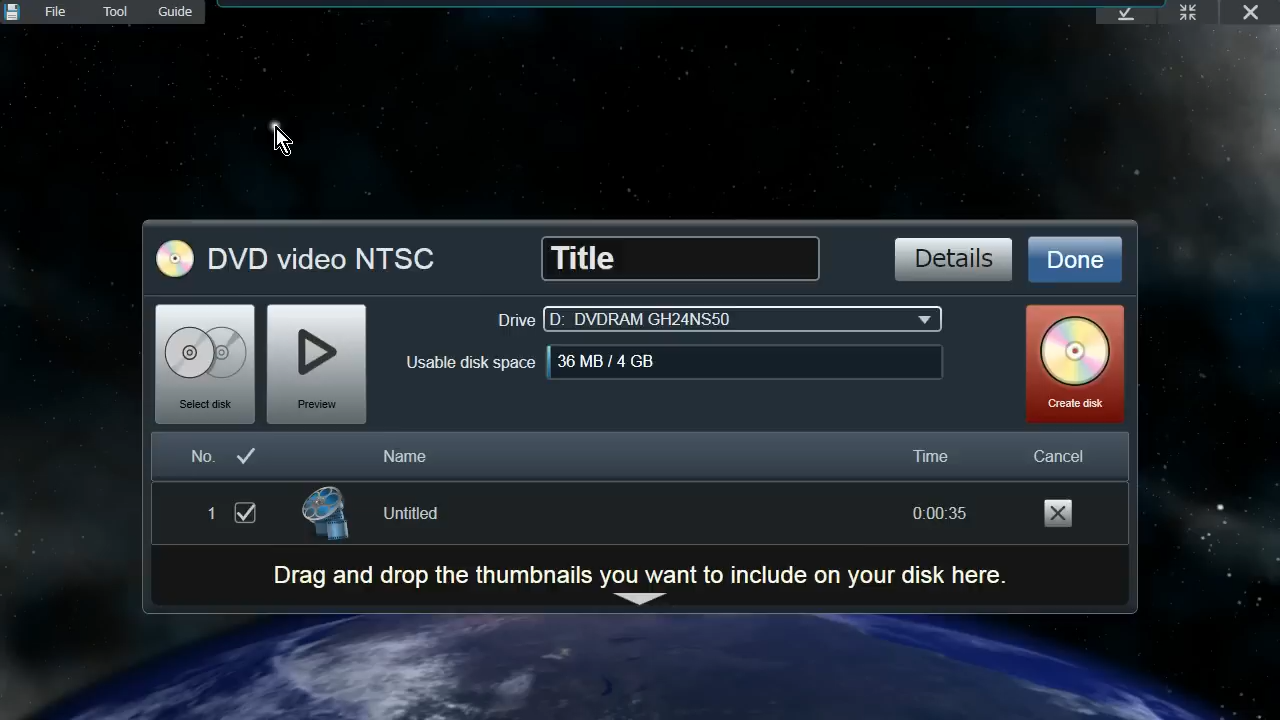 File Tool Guide
DVD video NTSC Title Details Done
Drive D: DVDRAM GH24NS50
Usable disk space 36 MB / 4 GB
Select disk Preview Create disk
No. Name Time Cancel
1 Untitled 0:00:35
Drag and drop the thumbnails you want to include on your disk here.